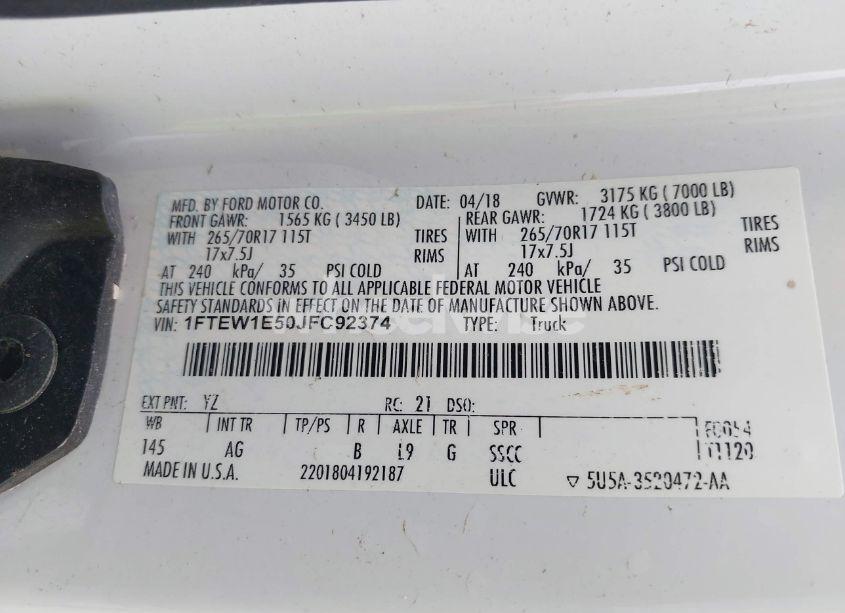 MFD. BY FORD MOTOR CO. DATE: 04/18 GVWR: 3175 KG ( 7000 LB)
FRONT GAWR: 1565 KG ( 3450 LB) REAR GAWR: 1724 KG ( 3800 LB)
WITH 265/70R17 115T TIRES WITH 265/70R17 115T TIRES
17x7.5J RIMS 17x7.5J RIMS
AT 240 kPa/ 35 PSI COLD AT 240 kPa/ 35 PSI COLD
THIS VEHICLE CONFORMS TO ALL APPLICABLE FEDERAL MOTOR VEHICLE
SAFETY STANDARDS IN EFFECT ON THE DATE OF MANUFACTURE SHOWN ABOVE.
VIN: 1FTEW1E50JFC92374 TYPE: Truck
EXT PNT: YZ RC: 21 DSO:
WB INT TR TP/PS R AXLE TR SPR
145 AG B L9 G SSCC
MADE IN U.S.A. 2201804192187 ULC ▽ 5U5A-3520472-AA